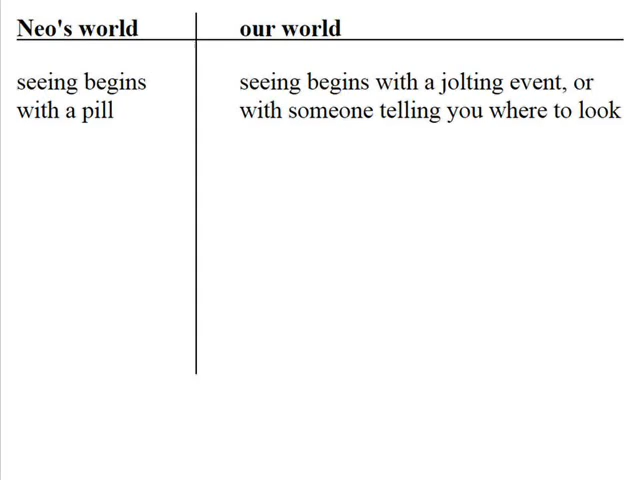 Neo's world our world
seeing begins seeing begins with a jolting event, or
with a pill with someone telling you where to look